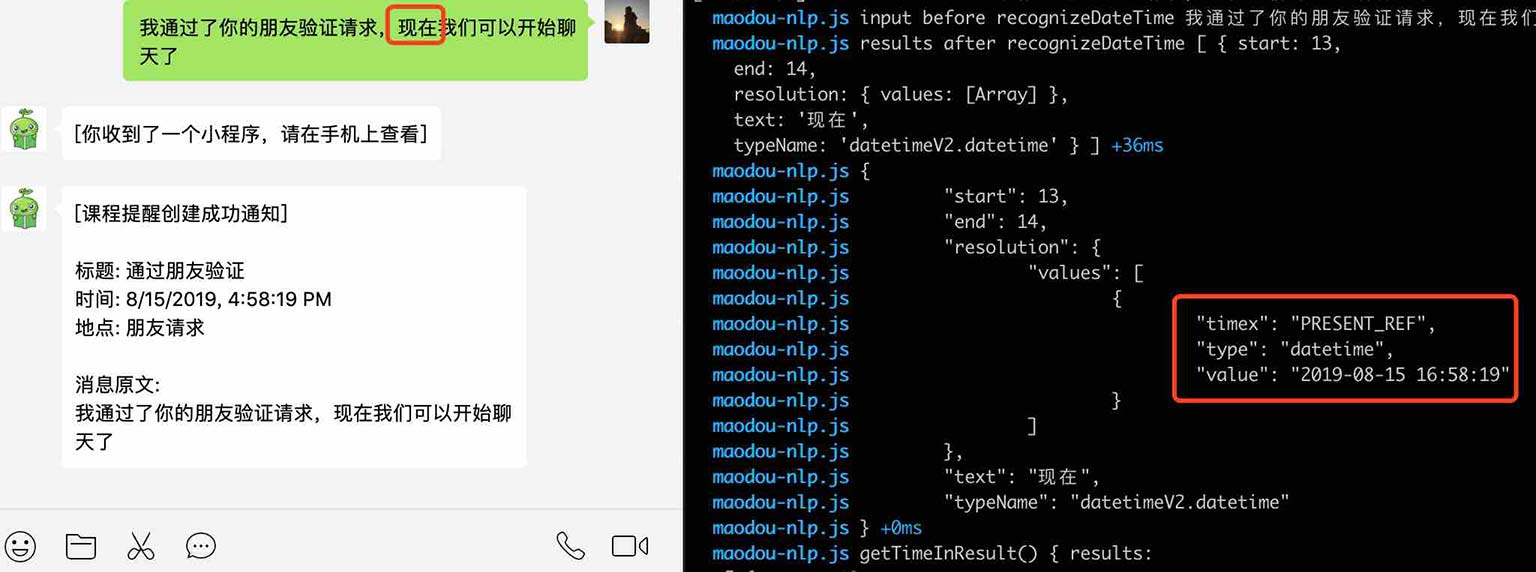 我通过了你的朋友验证请求，现在我们可以开始聊
天了
[你收到了一个小程序，请在手机上查看]
[课程提醒创建成功通知]
标题: 通过朋友验证
时间: 8/15/2019, 4:58:19 PM
地点: 朋友请求
消息原文:
我通过了你的朋友验证请求，现在我们可以开始聊
天了
maodou-nlp.js input before recognizeDateTime 我通过了你的朋友验证请求，现在我们
maodou-nlp.js results after recognizeDateTime [ { start: 13,
end: 14,
resolution: { values: [Array] },
text: '现在',
typeName: 'datetimeV2.datetime' } ] +36ms
maodou-nlp.js {
maodou-nlp.js "start": 13,
maodou-nlp.js "end": 14,
maodou-nlp.js "resolution": {
maodou-nlp.js "values": [
maodou-nlp.js {
maodou-nlp.js "timex": "PRESENT_REF",
maodou-nlp.js "type": "datetime",
maodou-nlp.js "value": "2019-08-15 16:58:19"
maodou-nlp.js }
maodou-nlp.js ]
maodou-nlp.js },
maodou-nlp.js "text": "现在",
maodou-nlp.js "typeName": "datetimeV2.datetime"
maodou-nlp.js } +0ms
maodou-nlp.js getTimeInResult() { results: